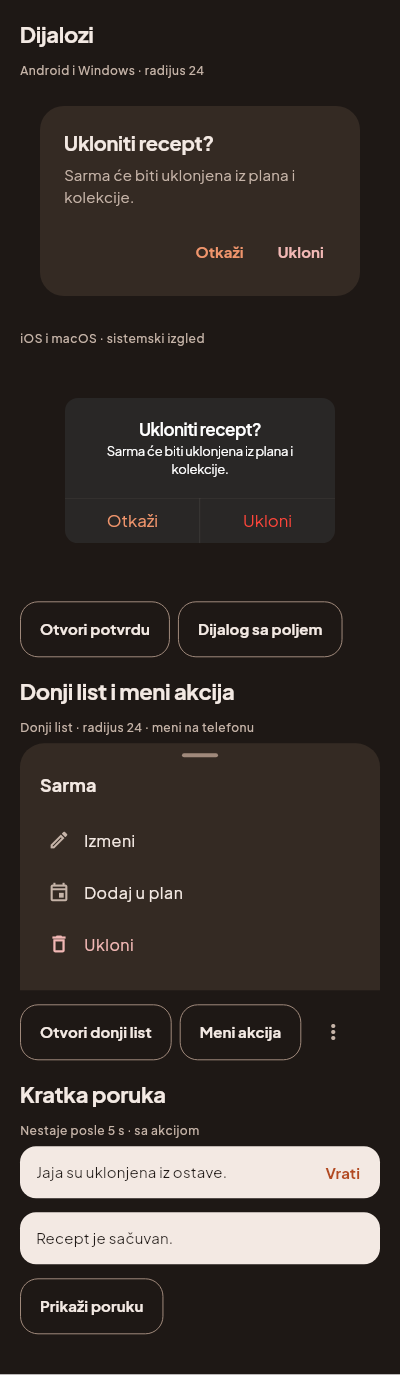 Dijalozi
Android i Windows · radijus 24
Ukloniti recept?
Sarma će biti uklonjena iz plana i
kolekcije.
Otkaži Ukloni
iOS i macOS · sistemski izgled
Ukloniti recept?
Sarma će biti uklonjena iz plana i
kolekcije.
Otkaži Ukloni
Otvori potvrdu Dijalog sa poljem
Donji list i meni akcija
Donji list · radijus 24 · meni na telefonu
Sarma
Izmeni
Dodaj u plan
Ukloni
Otvori donji list Meni akcija
Kratka poruka
Nestaje posle 5 s · sa akcijom
Jaja su uklonjena iz ostave. Vrati
Recept je sačuvan.
Prikaži poruku